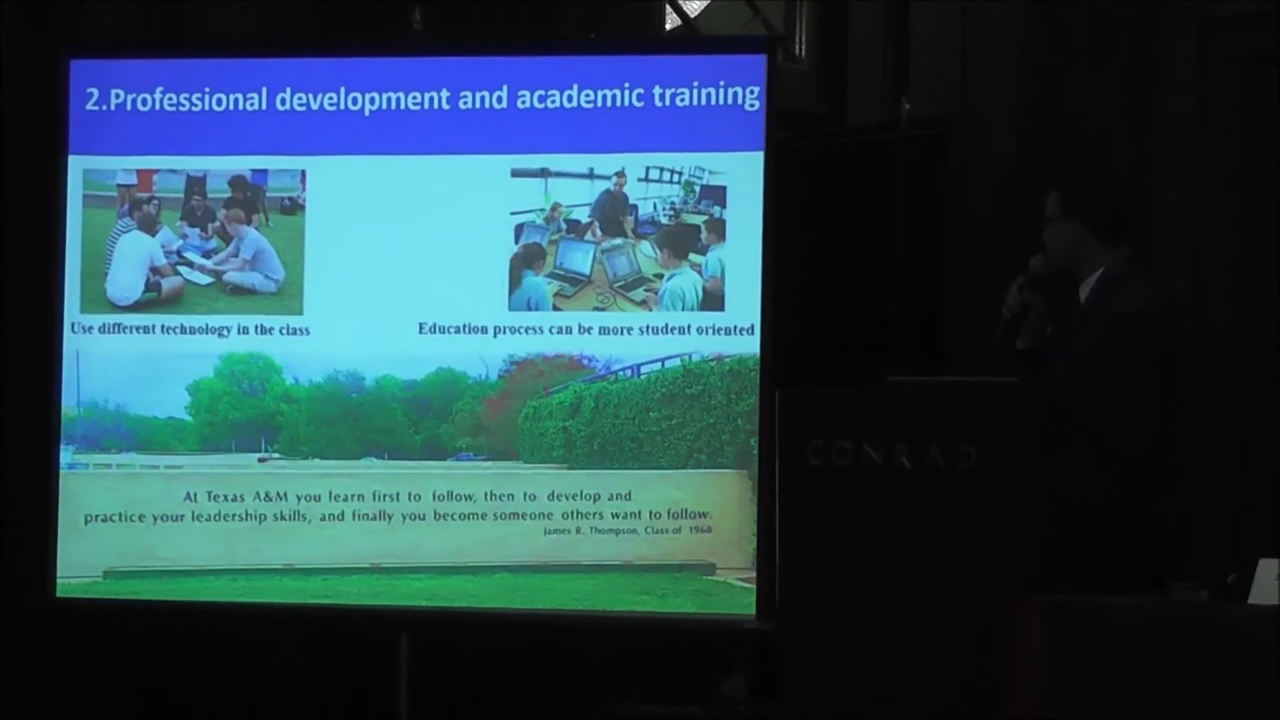 2.Professional development and academic training
Use different technology in the class
Education process can be more student oriented
At Texas A&M you learn first to follow, then to develop and
practice your leadership skills, and finally you become someone others want to follow.
James R. Thompson, Class of 1968
CONRAD